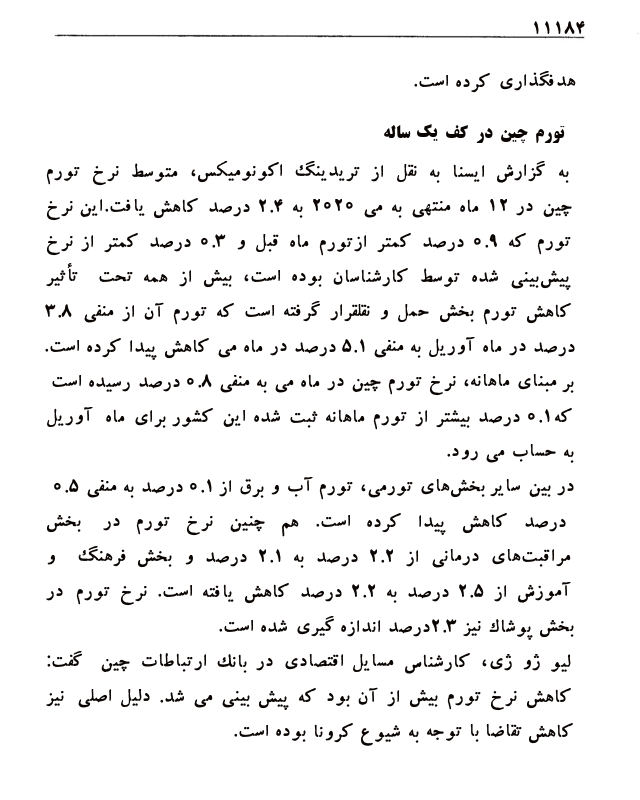 ۱۱۱۸۴
هدفگذاری کرده است.
تورم چین در کف یک ساله
به گزارش ایسنا به نقل از تریدینگ اکونومیکس، متوسط نرخ تورم
چین در ۱۲ ماه منتهی به می ۲۰۲۰ به ۲.۴ درصد کاهش یافت.این نرخ
تورم که ۰.۹ درصد کمتر ازتورم ماه قبل و ۰.۳ درصد کمتر از نرخ
پیش‌بینی شده توسط کارشناسان بوده است، بیش از همه تحت تأثیر
کاهش تورم بخش حمل و نقلقرار گرفته است که تورم آن از منفی ۳.۸
درصد در ماه آوریل به منفی ۵.۱ درصد در ماه می کاهش پیدا کرده است.
بر مبنای ماهانه، نرخ تورم چین در ماه می به منفی ۰.۸ درصد رسیده است
که۰.۱ درصد بیشتر از تورم ماهانه ثبت شده این کشور برای ماه آوریل
به حساب می رود.
در بین سایر بخش‌های تورمی، تورم آب و برق از ۰.۱ درصد به منفی ۰.۵
درصد کاهش پیدا کرده است. هم چنین نرخ تورم در بخش
مراقبت‌های درمانی از ۲.۲ درصد به ۲.۱ درصد و بخش فرهنگ و
آموزش از ۲.۵ درصد به ۲.۲ درصد کاهش یافته است. نرخ تورم در
بخش پوشاک نیز ۲.۳درصد اندازه گیری شده است.
لیو ژو ژی، کارشناس مسایل اقتصادی در بانک ارتباطات چین گفت:
کاهش نرخ تورم بیش از آن بود که پیش بینی می شد. دلیل اصلی نیز
کاهش تقاضا با توجه به شیوع کرونا بوده است.